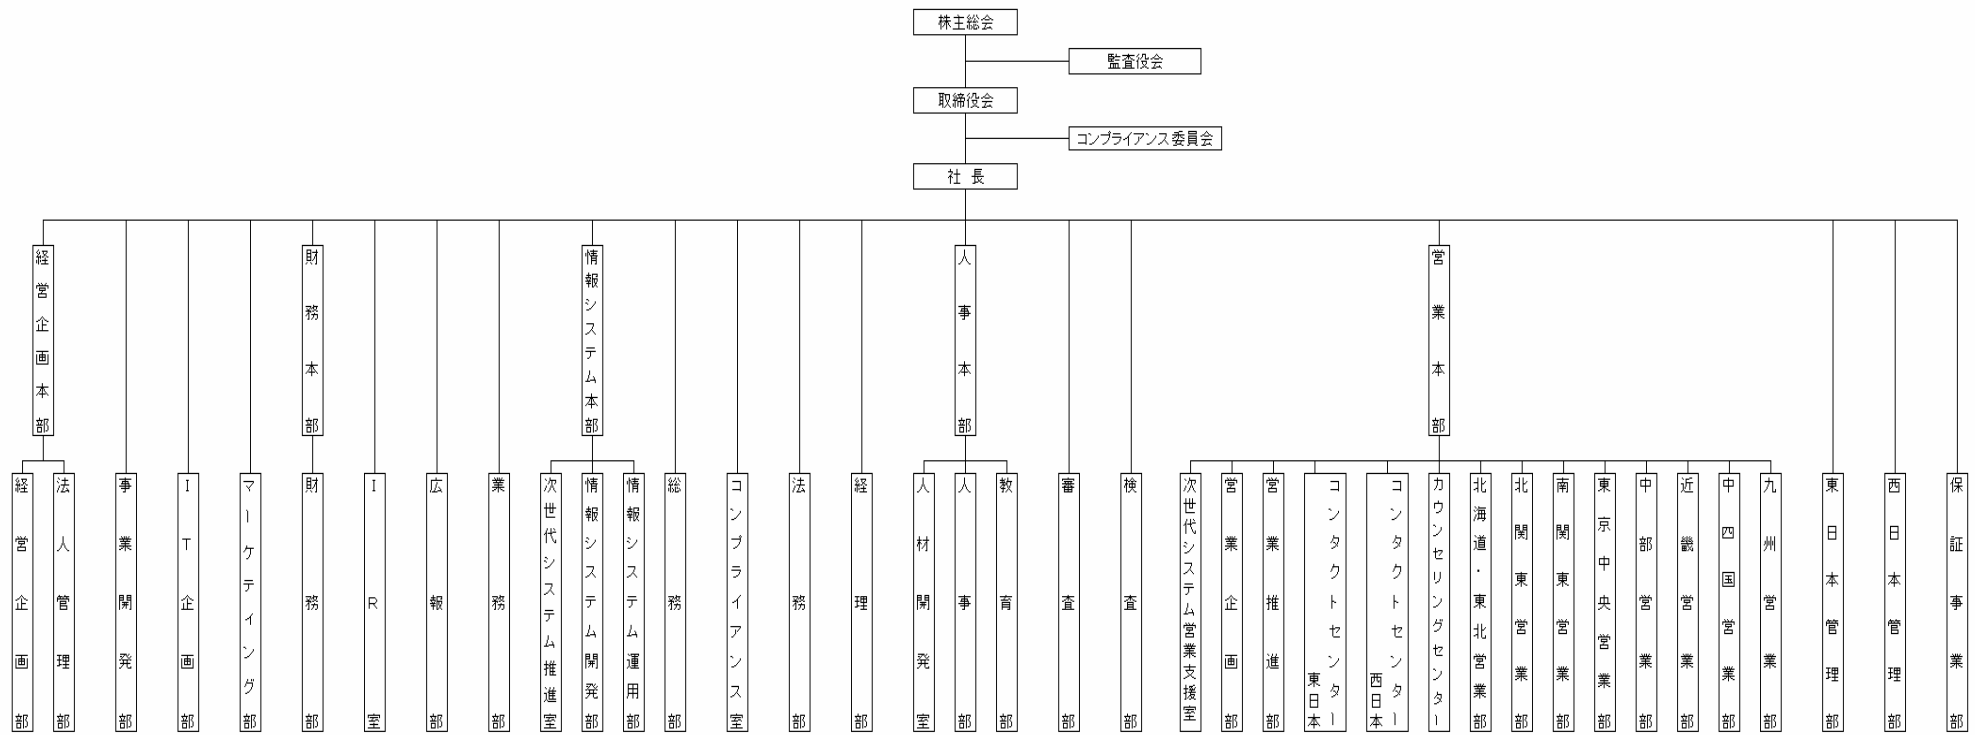 株主総会
監査役会
取締役会
コンプライアンス委員会
社長
経営企画本部
財務本部
情報システム本部
人事本部
営業本部
経営企画部
法人管理部
事業開発部
IT企画部
マーケティング部
財務部
IR室
広報部
業務部
次世代システム推進室
情報システム開発部
情報システム運用部
総務部
コンプライアンス室
法務部
経理部
人材開発室
人事部
教育部
審査部
検査部
次世代システム営業支援室
営業企画部
営業推進部
コンタクトセンター東日本
コンタクトセンター西日本
カウンセリングセンター
北海道・東北営業部
北関東営業部
南関東営業部
東京中央営業部
中部営業部
近畿営業部
中四国営業部
九州営業部
東日本管理部
西日本管理部
保証事業部